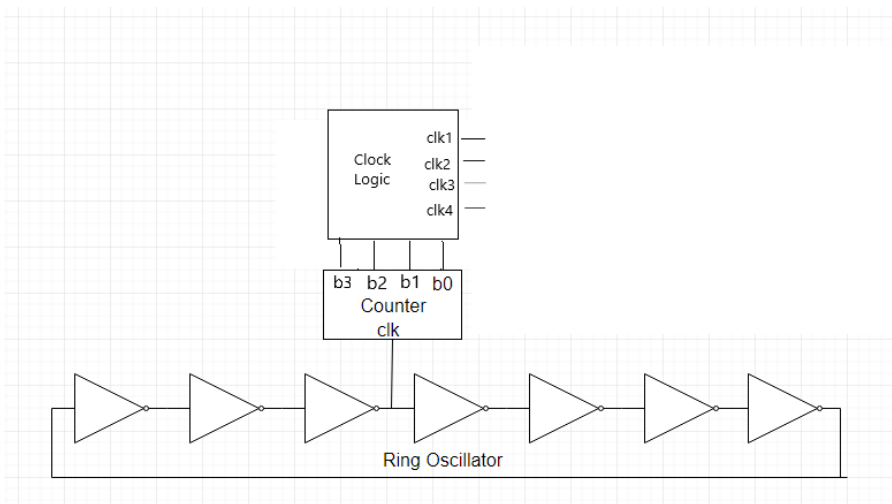 clk1
Clock
Logic
clk2
clk3
clk4
b3 b2 b1 b0
Counter
clk
Ring Oscillator